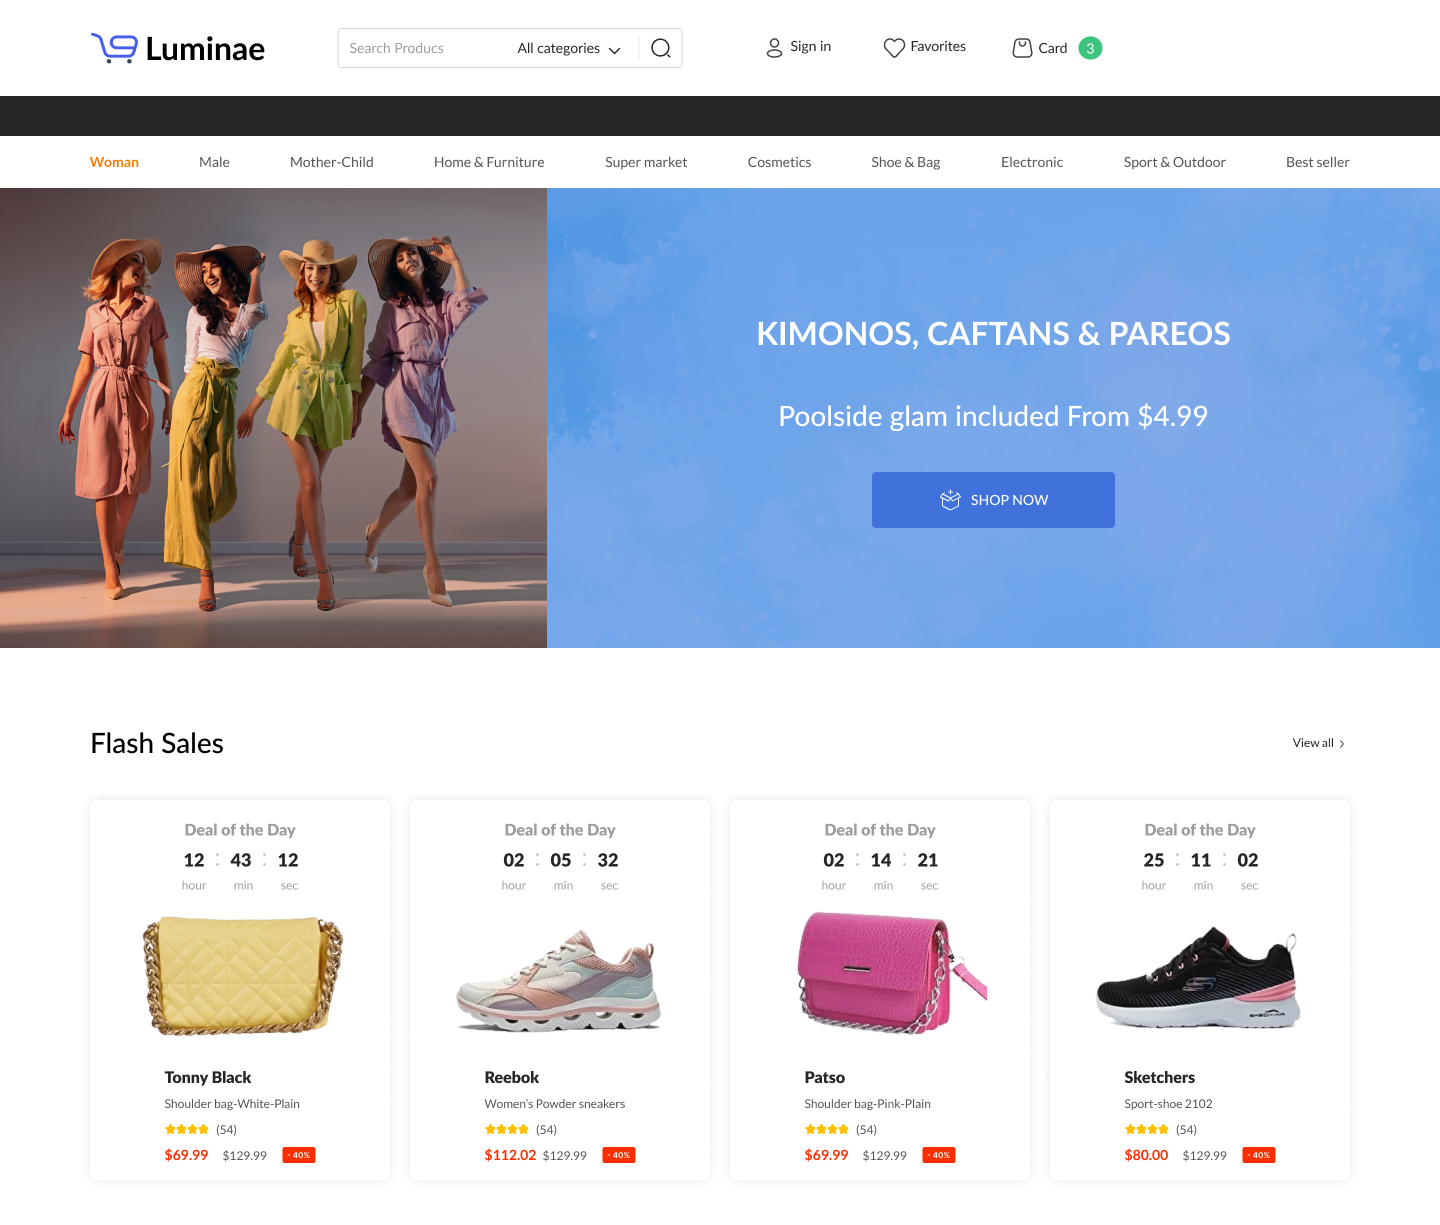 Luminae
Search Producs All categories
Sign in
Favorites
Card 3
Woman Male Mother-Child Home & Furniture Super market Cosmetics Shoe & Bag Electronic Sport & Outdoor Best seller
KIMONOS, CAFTANS & PAREOS
Poolside glam included From $4.99
SHOP NOW
Flash Sales
View all
Deal of the Day
12 : 43 : 12
hour min sec
Tonny Black
Shoulder bag-White-Plain
(54)
$69.99 $129.99 - 40%
Deal of the Day
02 : 05 : 32
hour min sec
Reebok
Women's Powder sneakers
(54)
$112.02 $129.99 - 40%
Deal of the Day
02 : 14 : 21
hour min sec
Patso
Shoulder bag-Pink-Plain
(54)
$69.99 $129.99 - 40%
Deal of the Day
25 : 11 : 02
hour min sec
Sketchers
Sport-shoe 2102
(54)
$80.00 $129.99 - 40%